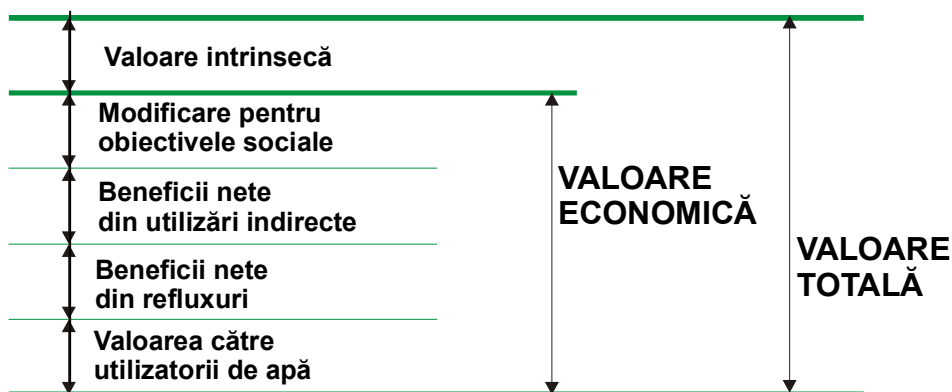 Valoare intrinsecă
Modificare pentru
obiectivele sociale
Beneficii nete
din utilizări indirecte
Beneficii nete
din refluxuri
Valoarea către
utilizatorii de apă
VALOARE
ECONOMICĂ
VALOARE
TOTALĂ